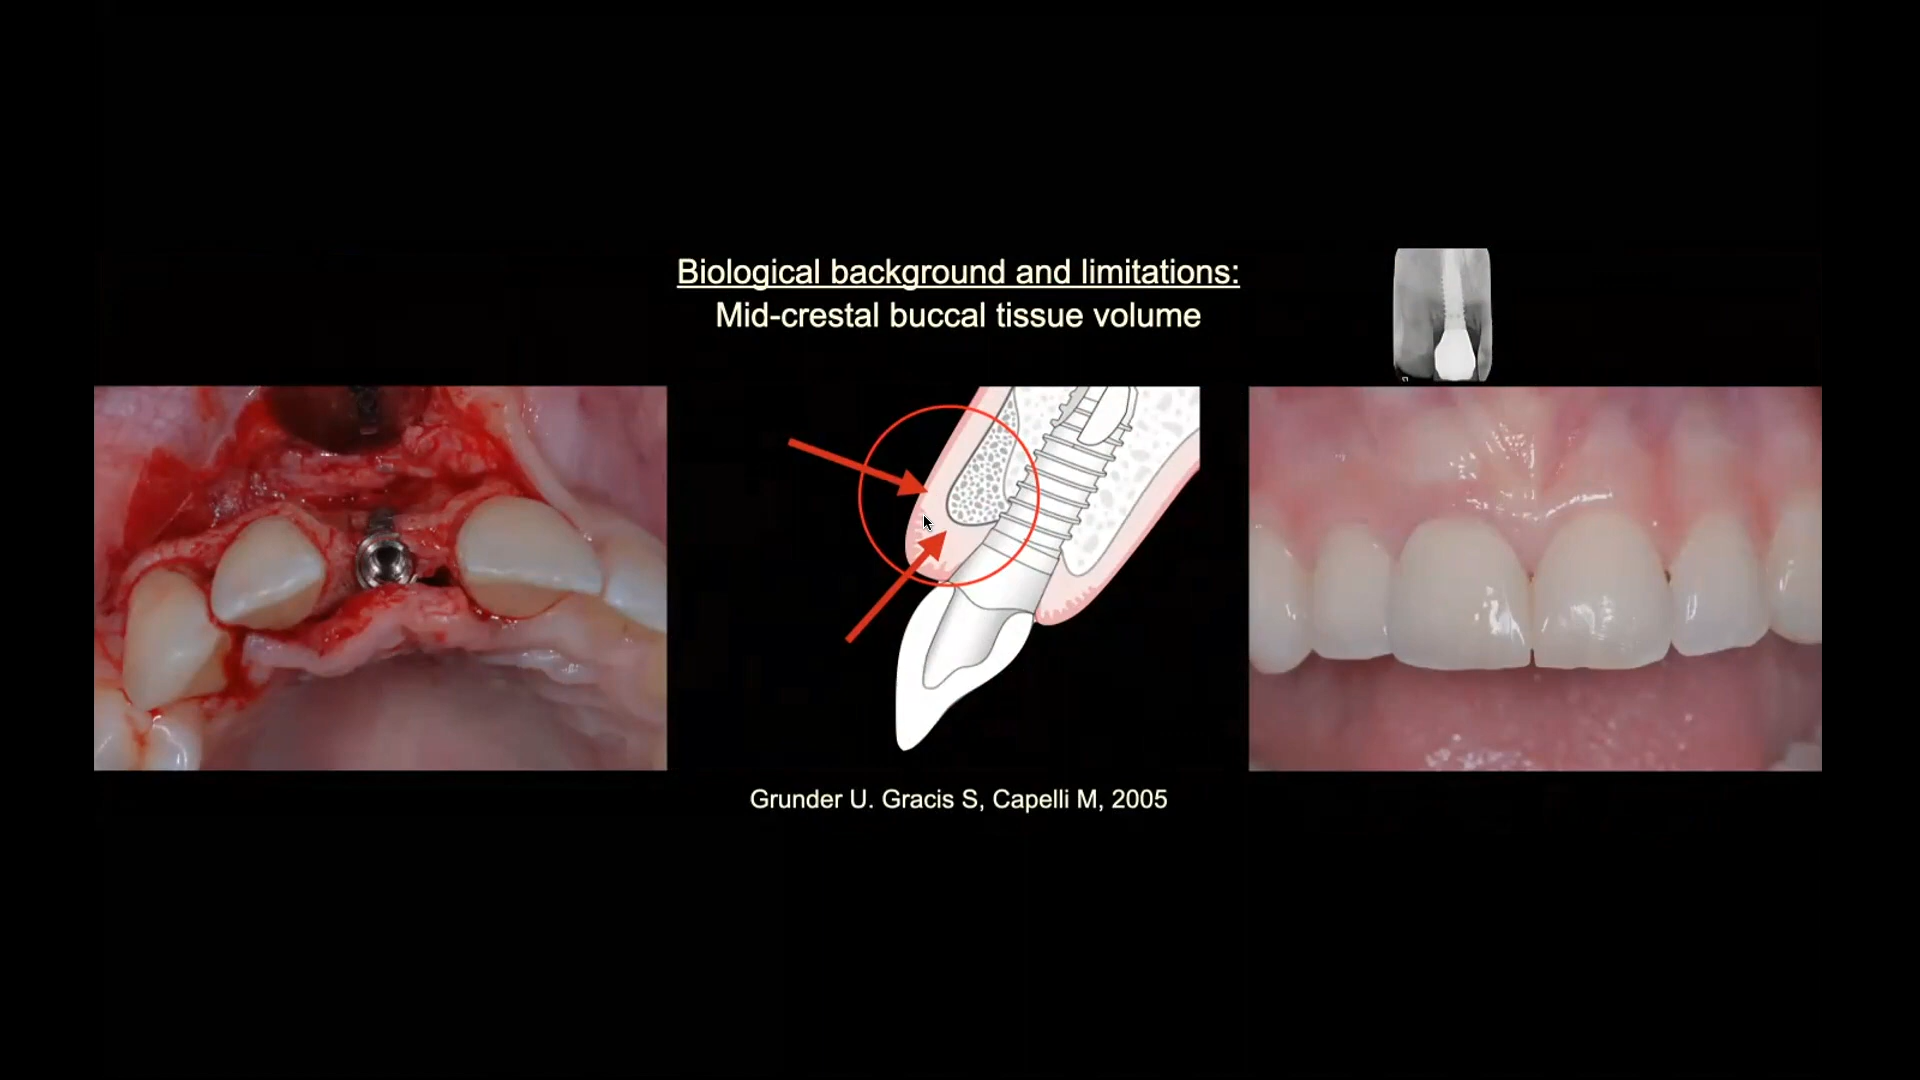 Biological background and limitations:
Mid-crestal buccal tissue volume
Grunder U. Gracis S, Capelli M, 2005